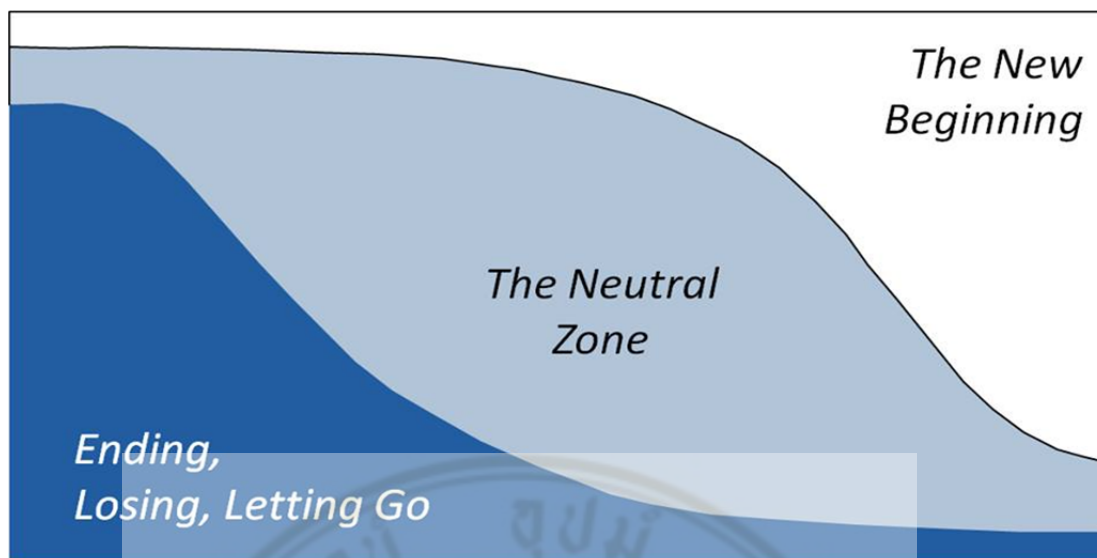 The New
Beginning
The Neutral
Zone
Ending,
Losing, Letting Go